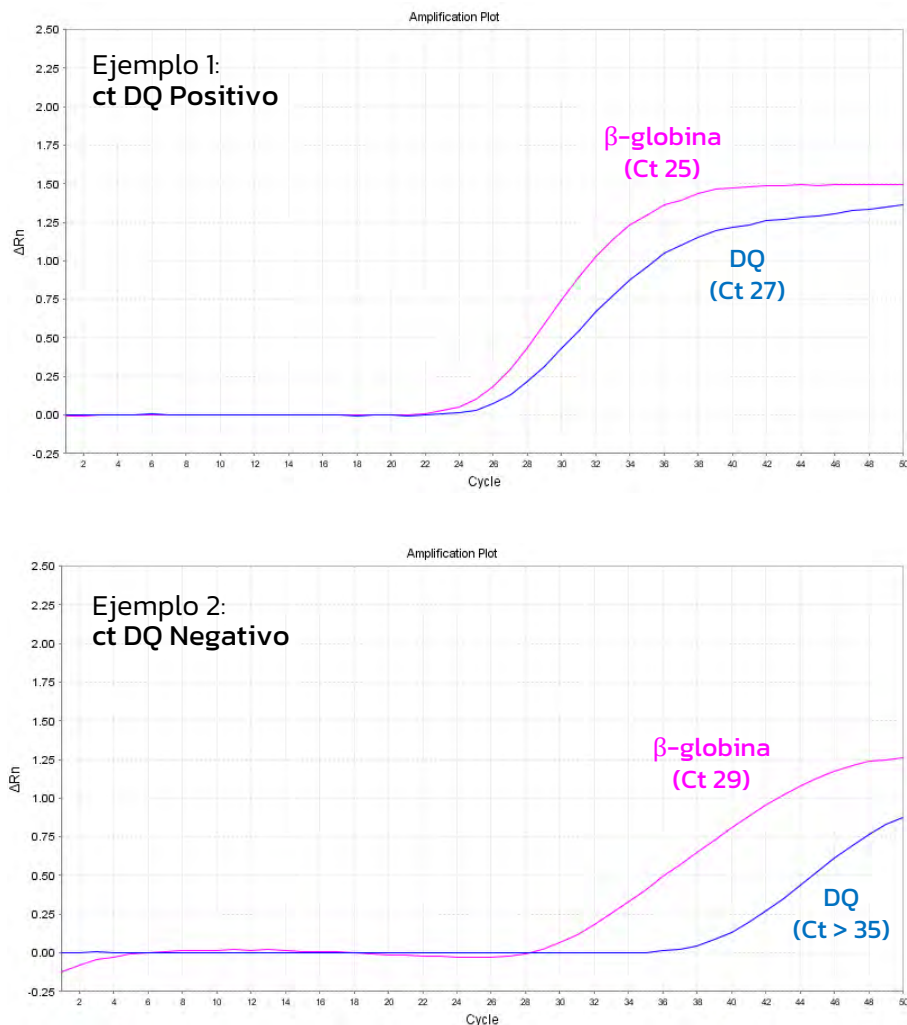 Amplification Plot
2.50
2.25
2.00
1.75
1.50
1.25
1.00
0.75
0.50
0.25
0.00
-0.25
ΔRn
Ejemplo 1:
ct DQ Positivo
β-globina
(Ct 25)
DQ
(Ct 27)
2 4 6 8 10 12 14 16 18 20 22 24 26 28 30 32 34 36 38 40 42 44 46 48 50
Cycle
Amplification Plot
2.50
2.25
2.00
1.75
1.50
1.25
1.00
0.75
0.50
0.25
0.00
-0.25
ΔRn
Ejemplo 2:
ct DQ Negativo
β-globina
(Ct 29)
DQ
(Ct > 35)
2 4 6 8 10 12 14 16 18 20 22 24 26 28 30 32 34 36 38 40 42 44 46 48 50
Cycle